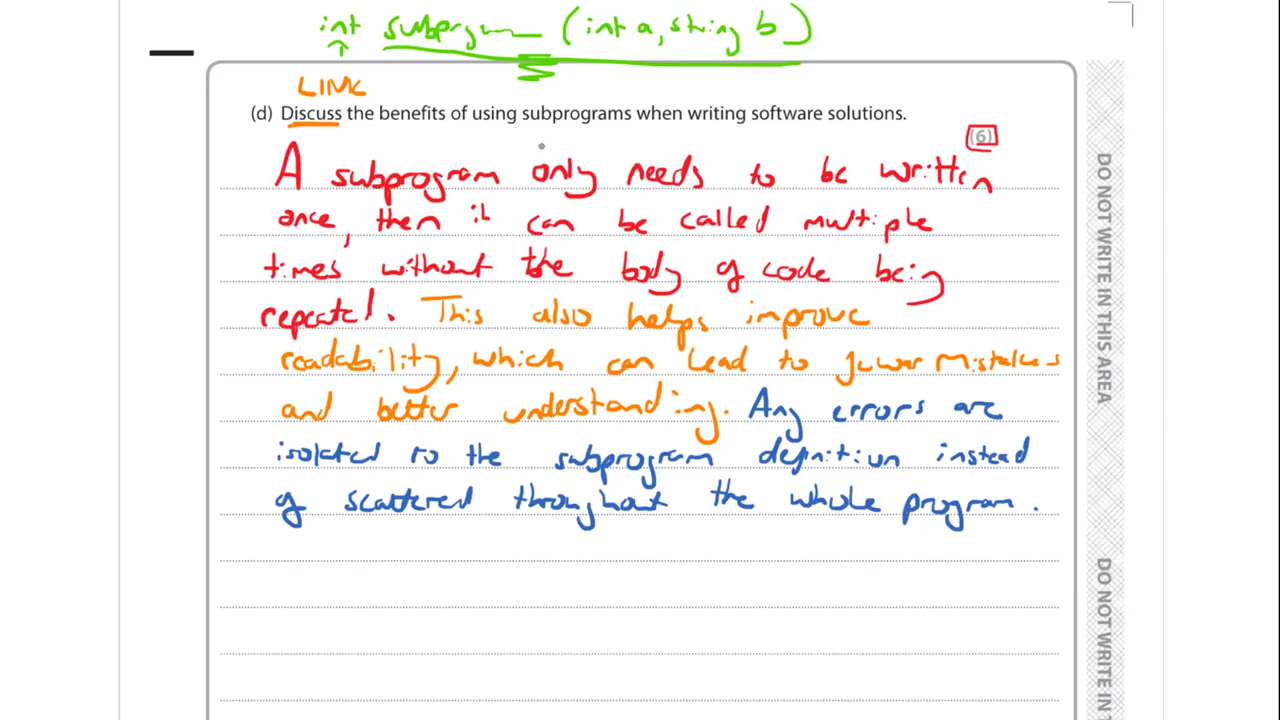 int subprgm (int a, string b)
LINK
(d) Discuss the benefits of using subprograms when writing software solutions.
(6)
A subprogram only needs to be written
once, then it can be called multiple
times without the body of code being
repeated. This also helps improve
readability, which can lead to fewer mistakes
and better understanding. Any errors are
isolated to the subprogram definition instead
of scattered throughout the whole program.
DO NOT WRITE IN THIS AREA
DO NOT WRITE IN T